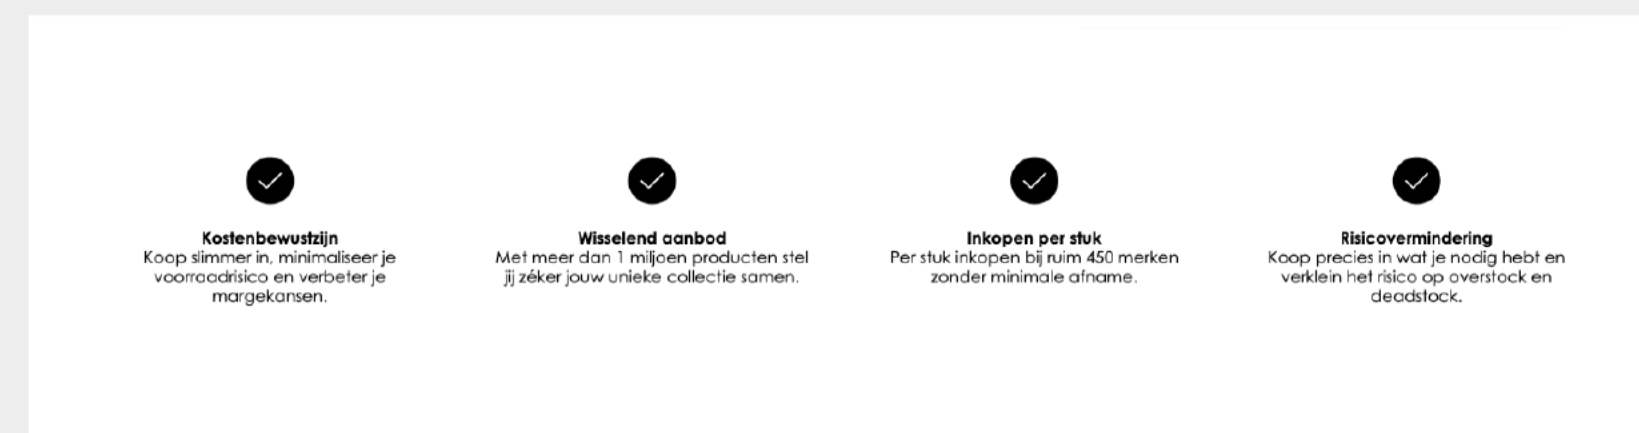 Kostenbewustzijn
Koop slimmer in, minimaliseer je
voorraadrisico en verbeter je
margekansen.
Wisselend aanbod
Met meer dan 1 miljoen producten stel
jij zéker jouw unieke collectie samen.
Inkopen per stuk
Per stuk inkopen bij ruim 450 merken
zonder minimale afname.
Risicovermindering
Koop precies in wat je nodig hebt en
verklein het risico op overstock en
deadstock.